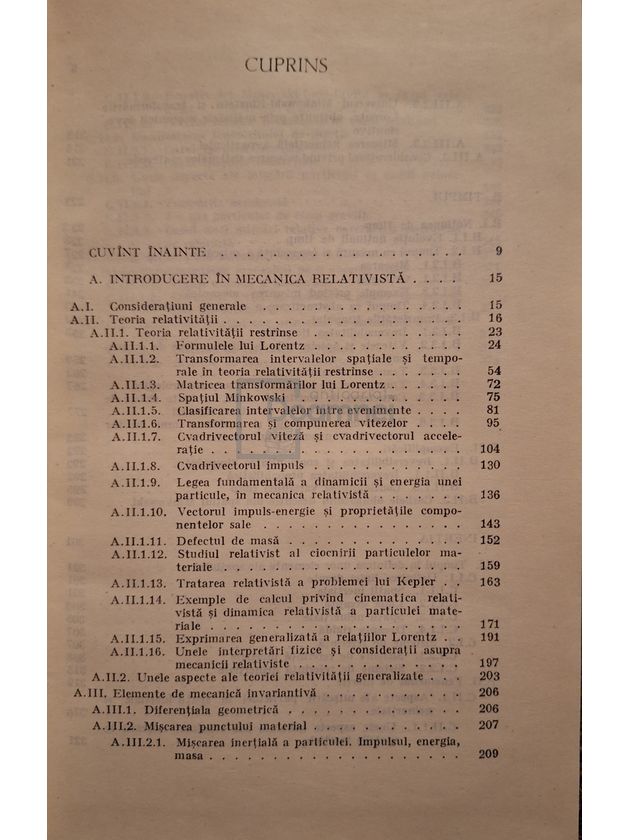 CUPRINS
CUVÎNT ÎNAINTE . . . . . . . . . . . . . . . . . . 9
A. INTRODUCERE ÎN MECANICA RELATIVISTĂ . . . . 15
A.I. Considerațiuni generale . . . . . . . . . . . . . . . 15
A.II. Teoria relativității . . . . . . . . . . . . . . . . . 16
A.II.1. Teoria relativității restrinse . . . . . . . . . . . . 23
A.II.1.1. Formulele lui Lorentz . . . . . . . . . . . 24
A.II.1.2. Transformarea intervalelor spațiale și tempo-
rale în teoria relativității restrinse . . . . . . . 54
A.II.1.3. Matricea transformărilor lui Lorentz . . . . . . 72
A.II.1.4. Spațiul Minkowski . . . . . . . . . . . . 75
A.II.1.5. Clasificarea intervalelor între evenimente . . . . 81
A.II.1.6. Transformarea și compunerea vitezelor . . . . 95
A.II.1.7. Cvadrivectorul viteză și cvadrivectorul accele-
rație . . . . . . . . . . . . . . . . . . . 104
A.II.1.8. Cvadrivectorul impuls . . . . . . . . . . . 130
A.II.1.9. Legea fundamentală a dinamicii și energia unei
particule, în mecanica relativistă . . . . . . . 136
A.II.1.10. Vectorul impuls-energie și proprietățile compo-
nentelor sale . . . . . . . . . . . . . . . 143
A.II.1.11. Defectul de masă . . . . . . . . . . . . . 152
A.II.1.12. Studiul relativist al ciocnirii particulelor ma-
teriale . . . . . . . . . . . . . . . . . . 159
A.II.1.13. Tratarea relativistă a problemei lui Kepler . . 163
A.II.1.14. Exemple de calcul privind cinematica relati-
vistă și dinamica relativistă a particulei mate-
riale . . . . . . . . . . . . . . . . . . . 171
A.II.1.15. Exprimarea generalizată a relațiilor Lorentz . . 191
A.II.1.16. Unele interpretări fizice și considerații asupra
mecanicii relativiste . . . . . . . . . . . . 197
A.II.2. Unele aspecte ale teoriei relativității generalizate . . . 203
A.III. Elemente de mecanică invariantivă . . . . . . . . . . . 206
A.III.1. Diferențiala geometrică . . . . . . . . . . . . . . 206
A.III.2. Mișcarea punctului material . . . . . . . . . . . . 207
A.III.2.1. Mișcarea inerțială a particulei. Impulsul, energia,
masa . . . . . . . . . . . . . . . . . . . 209